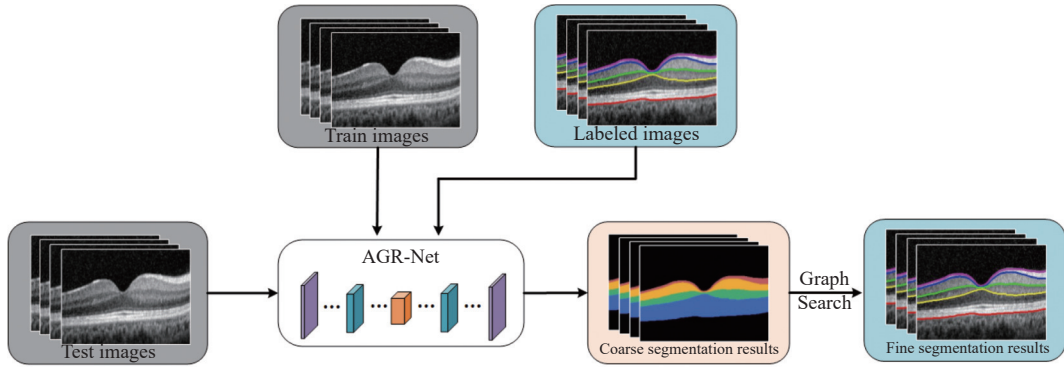 Train images
Labeled images
Test images
AGR-Net
Coarse segmentation results
Graph
Search
Fine segmentation results